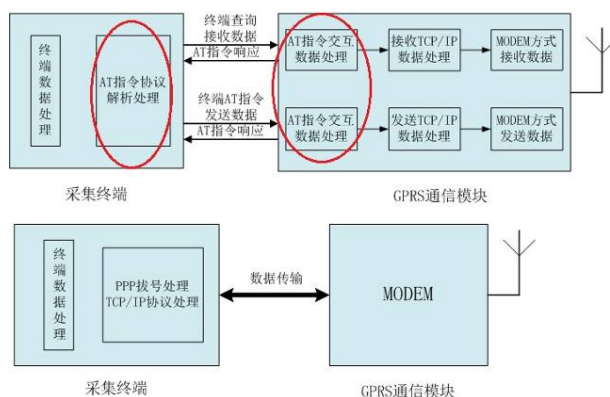 终端数据处理
AT指令协议
解析处理
终端查询
接收数据
AT指令响应
终端AT指令
发送数据
AT指令响应
AT指令交互
数据处理
接收TCP/IP
数据处理
MODEM方式
接收数据
AT指令交互
数据处理
发送TCP/IP
数据处理
MODEM方式
发送数据
采集终端
GPRS通信模块
终端数据处理
PPP拔号处理
TCP/IP协议处理
数据传输
MODEM
采集终端
GPRS通信模块